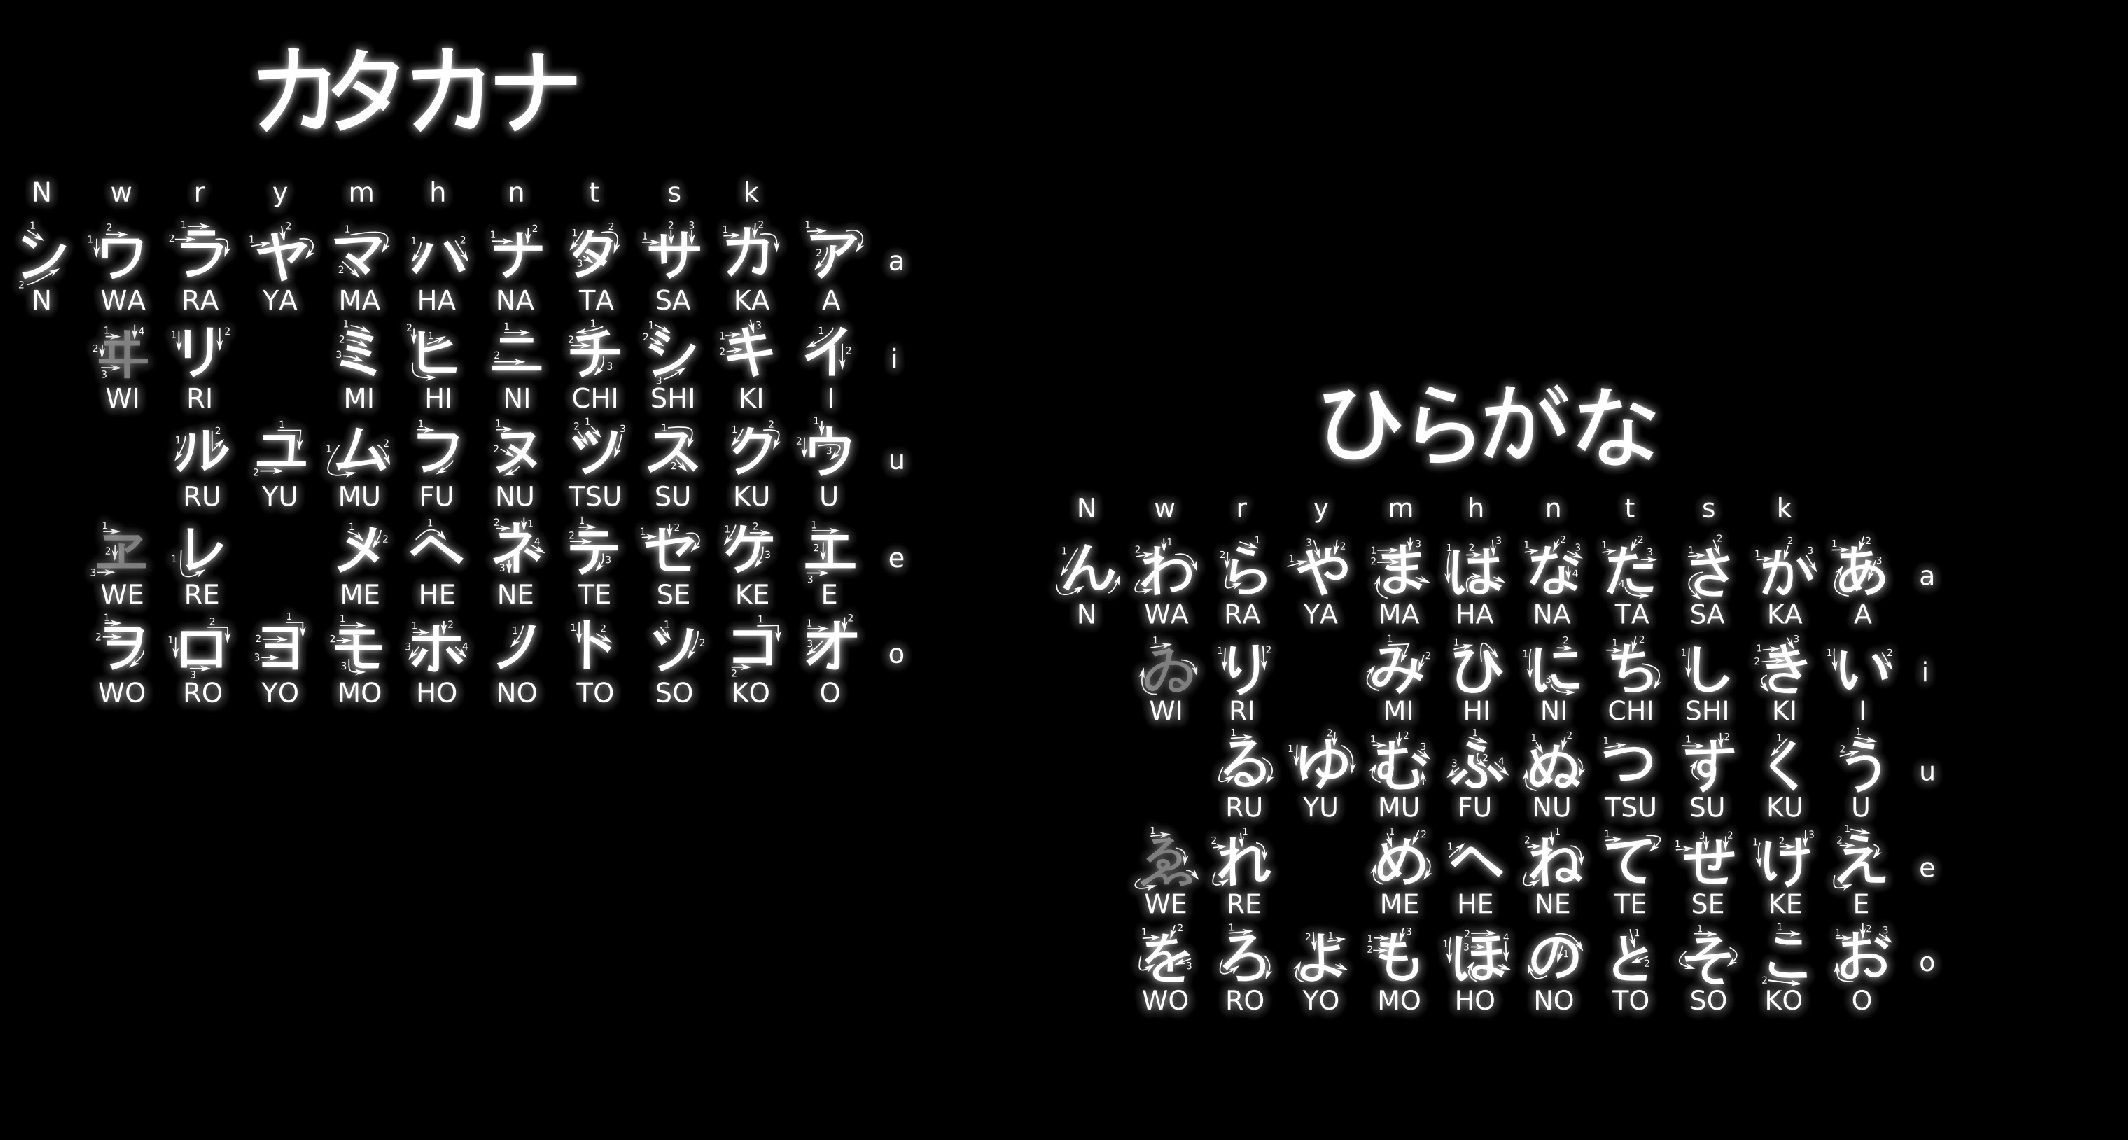 カタカナ
N w r y m h n t s k
ン ワ ラ ヤ マ ハ ナ タ サ カ ア a
N WA RA YA MA HA NA TA SA KA A
ヰ リ ミ ヒ ニ チ シ キ イ i
WI RI MI HI NI CHI SHI KI I
ル ユ ム フ ヌ ツ ス ク ウ u
RU YU MU FU NU TSU SU KU U
ヱ レ メ ヘ ネ テ セ ケ エ e
WE RE ME HE NE TE SE KE E
ヲ ロ ヨ モ ホ ノ ト ソ コ オ o
WO RO YO MO HO NO TO SO KO O
ひらがな
N w r y m h n t s k
ん わ ら や ま は な た さ か あ a
N WA RA YA MA HA NA TA SA KA A
ゐ り み ひ に ち し き い i
WI RI MI HI NI CHI SHI KI I
る ゆ む ふ ぬ つ す く う u
RU YU MU FU NU TSU SU KU U
ゑ れ め へ ね て せ け え e
WE RE ME HE NE TE SE KE E
を ろ よ も ほ の と そ こ お o
WO RO YO MO HO NO TO SO KO O